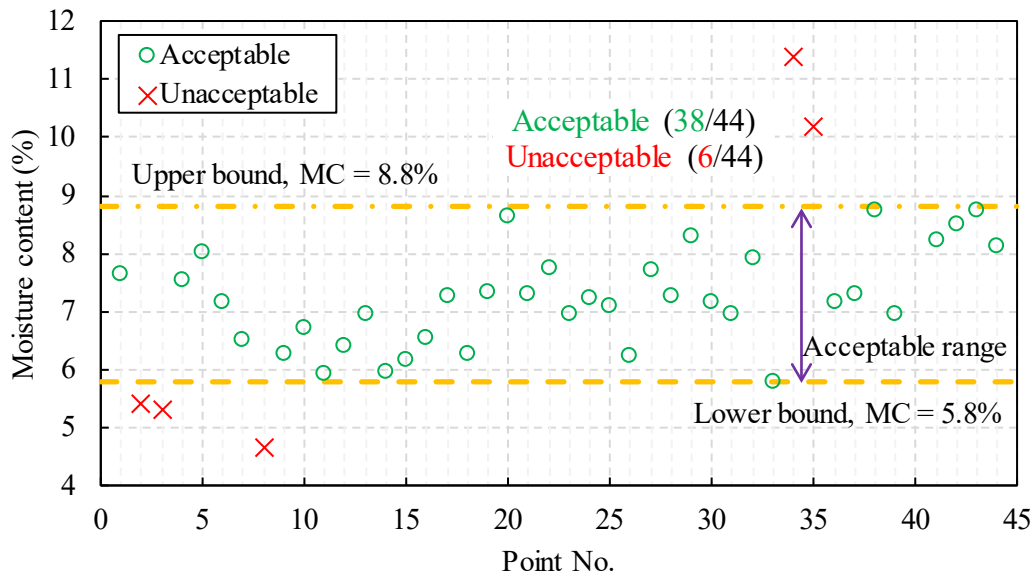 Acceptable
Unacceptable
Acceptable (38/44)
Unacceptable (6/44)
Upper bound, MC = 8.8%
Acceptable range
Lower bound, MC = 5.8%
Moisture content (%)
12
11
10
9
8
7
6
5
4
0 5 10 15 20 25 30 35 40 45
Point No.